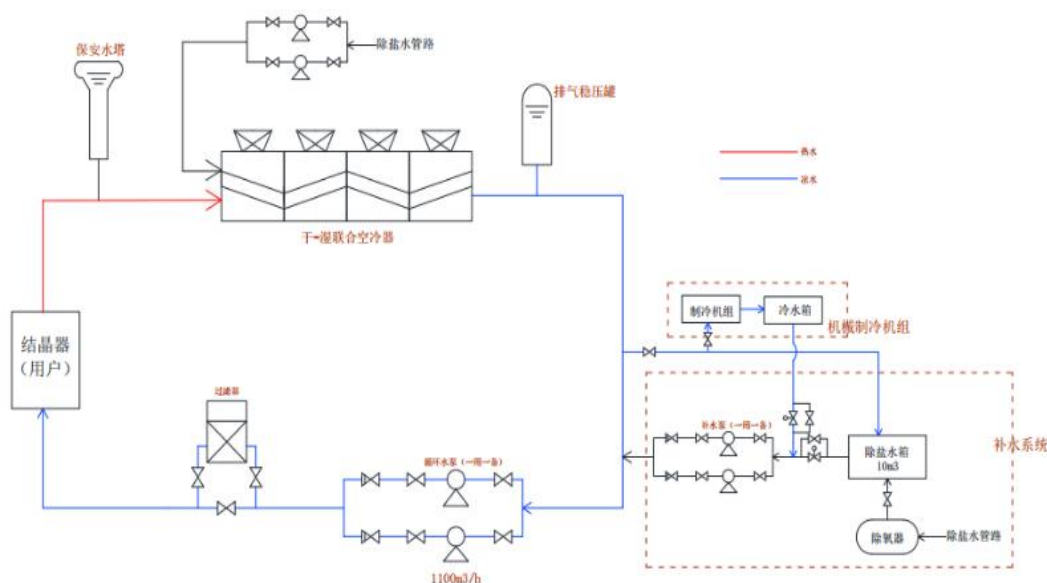 保安水塔
除盐水管路
排气稳压罐
热水
凉水
干-湿联合空冷器
制冷机组
冷水箱
机械制冷机组
结晶器
（用户）
过滤器
补水泵（一用一备）
补水系统
除盐水箱
10m3
循环水泵（一用一备）
除氧器
除盐水管路
1100m3/h